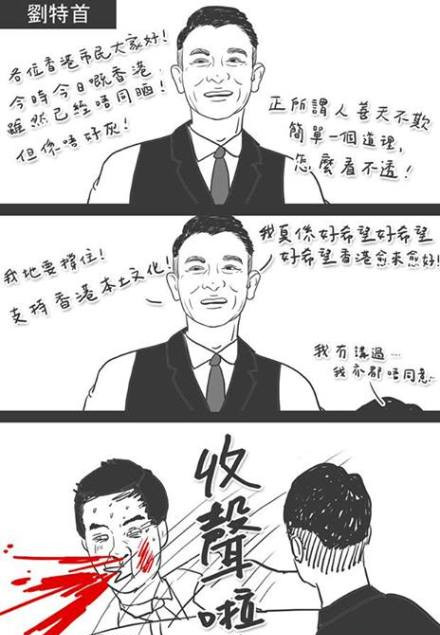 劉特首
各位香港市民大家好!
今時今日嘅香港
雖然已經唔同晒!
但係唔好灰!
正所謂人善天不欺
簡單一個道理,
怎麼看不透!
我地要撐住!
支持香港本土文化!
我真係好希望好希望
好希望香港愈來愈好!
我冇講過…
我亦都唔同意…
收聲啦